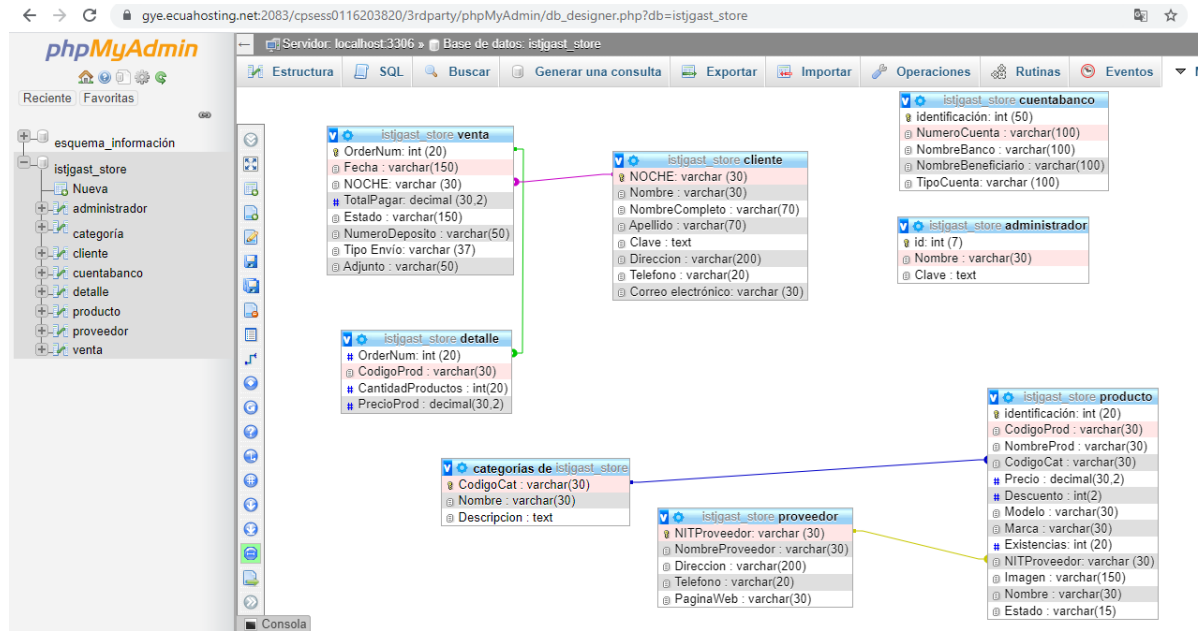 gye.ecuahosting.net:2083/cpsess0116203820/3rdparty/phpMyAdmin/db_designer.php?db=istjgast_store
phpMyAdmin
Reciente Favoritas
esquema_información
istjgast_store
Nueva
administrador
categoría
cliente
cuentabanco
detalle
producto
proveedor
venta
Servidor: localhost:3306 » Base de datos: istjgast_store
Estructura SQL Buscar Generar una consulta Exportar Importar Operaciones Rutinas Eventos
istjgast_store venta
OrderNum: int (20)
Fecha : varchar(150)
NOCHE: varchar (30)
TotalPagar: decimal (30,2)
Estado : varchar(150)
NumeroDeposito : varchar(50)
Tipo Envío: varchar (37)
Adjunto : varchar(50)
istjgast_store cliente
NOCHE: varchar (30)
Nombre : varchar(30)
NombreCompleto : varchar(70)
Apellido : varchar(70)
Clave : text
Direccion : varchar(200)
Telefono : varchar(20)
Correo electrónico: varchar (30)
istjgast_store cuentabanco
identificación: int (50)
NumeroCuenta : varchar(100)
NombreBanco : varchar(100)
NombreBeneficiario : varchar(100)
TipoCuenta: varchar (100)
istjgast_store administrador
id: int (7)
Nombre : varchar(30)
Clave : text
istjgast_store detalle
OrderNum: int (20)
CodigoProd : varchar(30)
CantidadProductos : int(20)
PrecioProd : decimal(30,2)
categorias de istjgast_store
CodigoCat : varchar(30)
Nombre : varchar(30)
Descripcion : text
istjgast_store proveedor
NITProveedor: varchar (30)
NombreProveedor : varchar(30)
Direccion : varchar(200)
Telefono : varchar(20)
PaginaWeb : varchar(30)
istjgast_store producto
identificación: int (20)
CodigoProd : varchar(30)
NombreProd : varchar(30)
CodigoCat : varchar(30)
Precio : decimal(30,2)
Descuento : int(2)
Modelo : varchar(30)
Marca : varchar(30)
Existencias: int (20)
NITProveedor: varchar (30)
Imagen : varchar(150)
Nombre : varchar(30)
Estado : varchar(15)
Consola